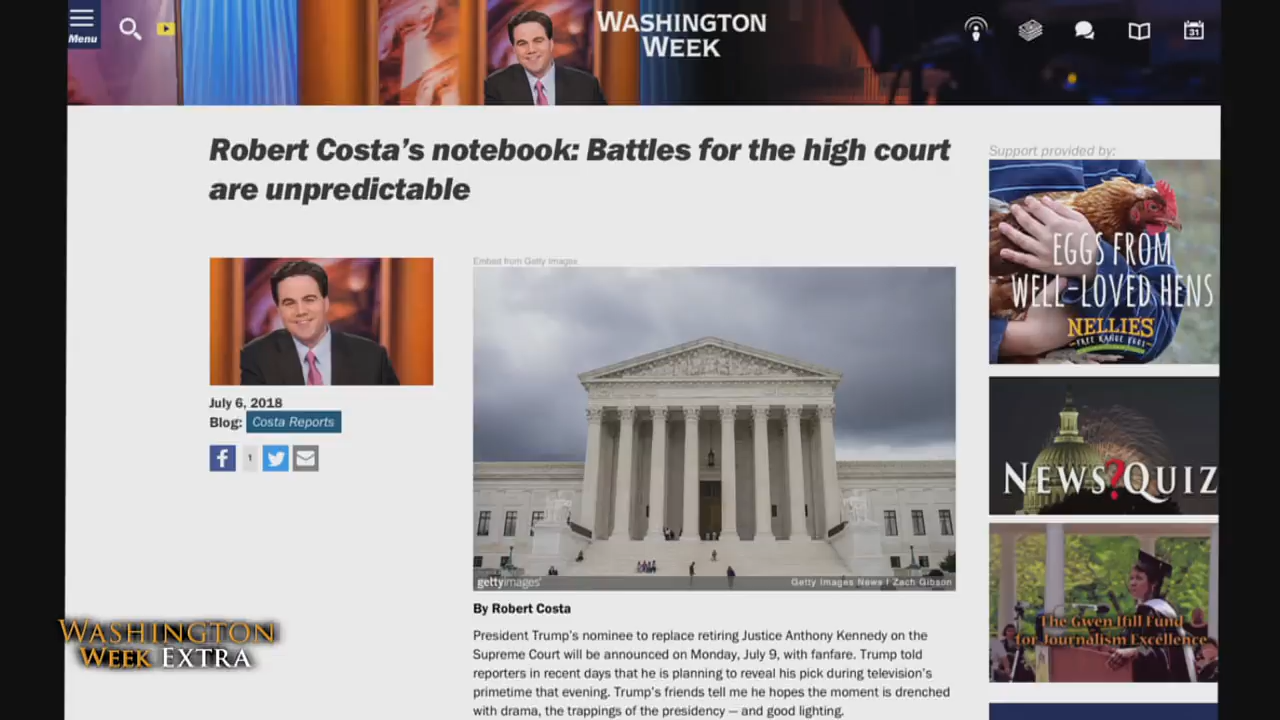 Menu
WASHINGTON
WEEK
31
Robert Costa's notebook: Battles for the high court
are unpredictable
Support provided by:
EGGS FROM
WELL-LOVED HENS
NELLIES
FREE RANGE EGGS
Embed from Getty Images
July 6, 2018
Blog: Costa Reports
1
NEWS?QUIZ
gettyimages®
Getty Images News | Zach Gibson
By Robert Costa
The Gwen Ifill Fund
for Journalism Excellence
President Trump's nominee to replace retiring Justice Anthony Kennedy on the
Supreme Court will be announced on Monday, July 9, with fanfare. Trump told
reporters in recent days that he is planning to reveal his pick during television's
primetime that evening. Trump's friends tell me he hopes the moment is drenched
with drama, the trappings of the presidency — and good lighting.
WASHINGTON
WEEK EXTRA